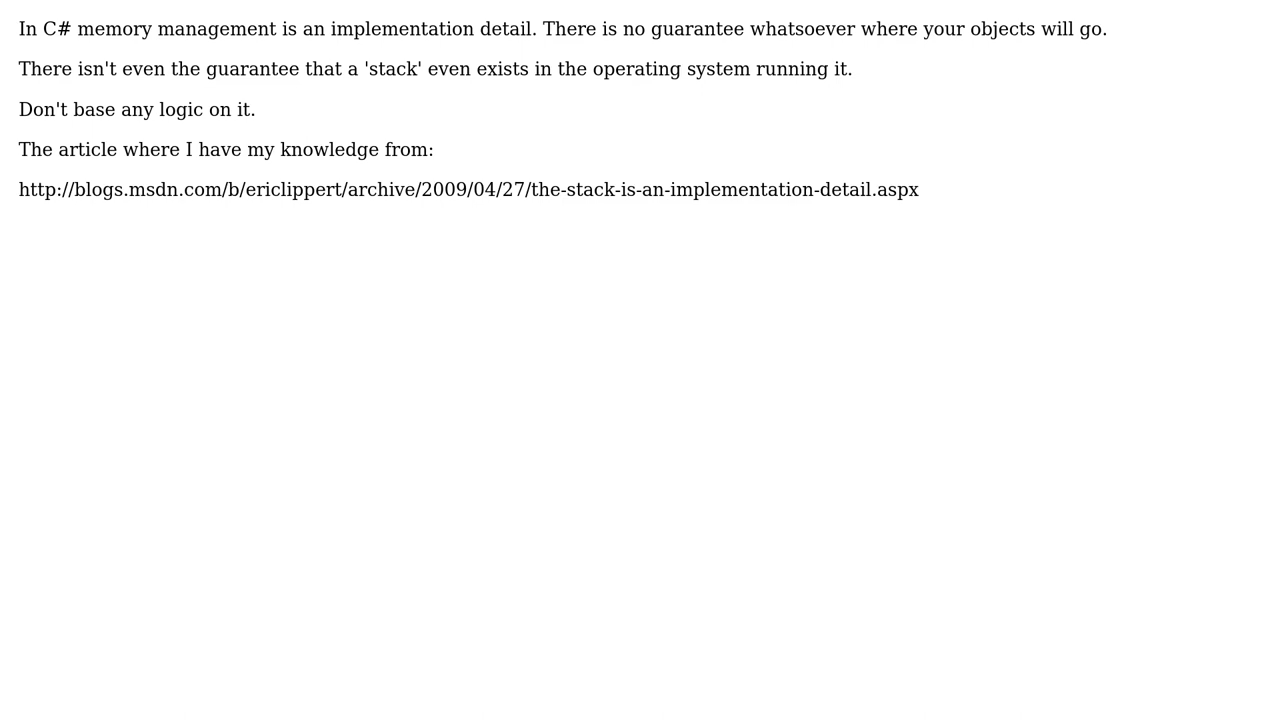 In C# memory management is an implementation detail. There is no guarantee whatsoever where your objects will go.
There isn't even the guarantee that a 'stack' even exists in the operating system running it.
Don't base any logic on it.
The article where I have my knowledge from:
http://blogs.msdn.com/b/ericlippert/archive/2009/04/27/the-stack-is-an-implementation-detail.aspx